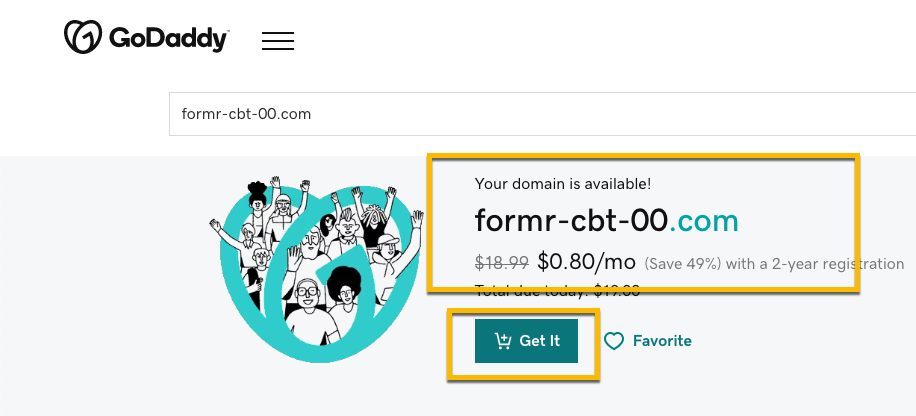 GoDaddy
formr-cbt-00.com
Your domain is available!
formr-cbt-00.com
$18.99 $0.80/mo (Save 49%) with a 2-year registration
Total due today:
Get It Favorite